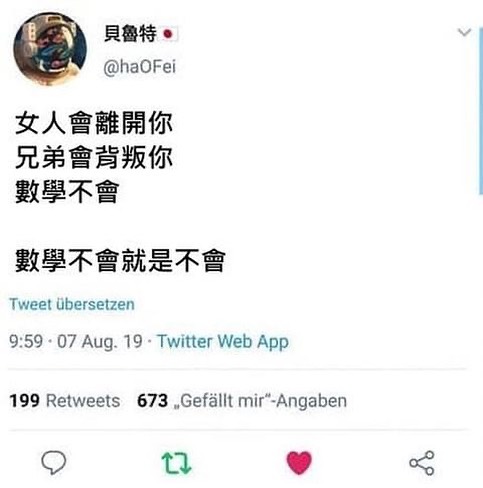 貝魯特🇯🇵
@haOFei
女人會離開你
兄弟會背叛你
數學不會
數學不會就是不會
Tweet übersetzen
9:59 · 07 Aug. 19 · Twitter Web App
199 Retweets 673 „Gefällt mir“-Angaben